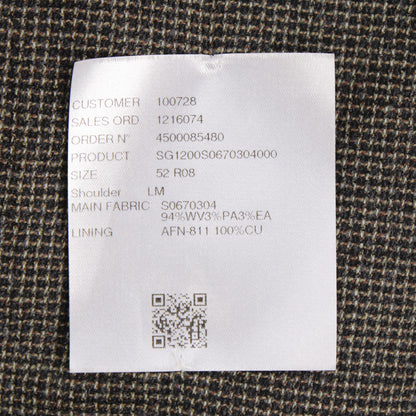 CUSTOMER 100728
SALES ORD 1216074
ORDER N° 4500085480
PRODUCT SG1200S0670304000
SIZE 52 R08
Shoulder LM
MAIN FABRIC S0670304
94%WV3%PA3%EA
LINING AFN-811 100%CU